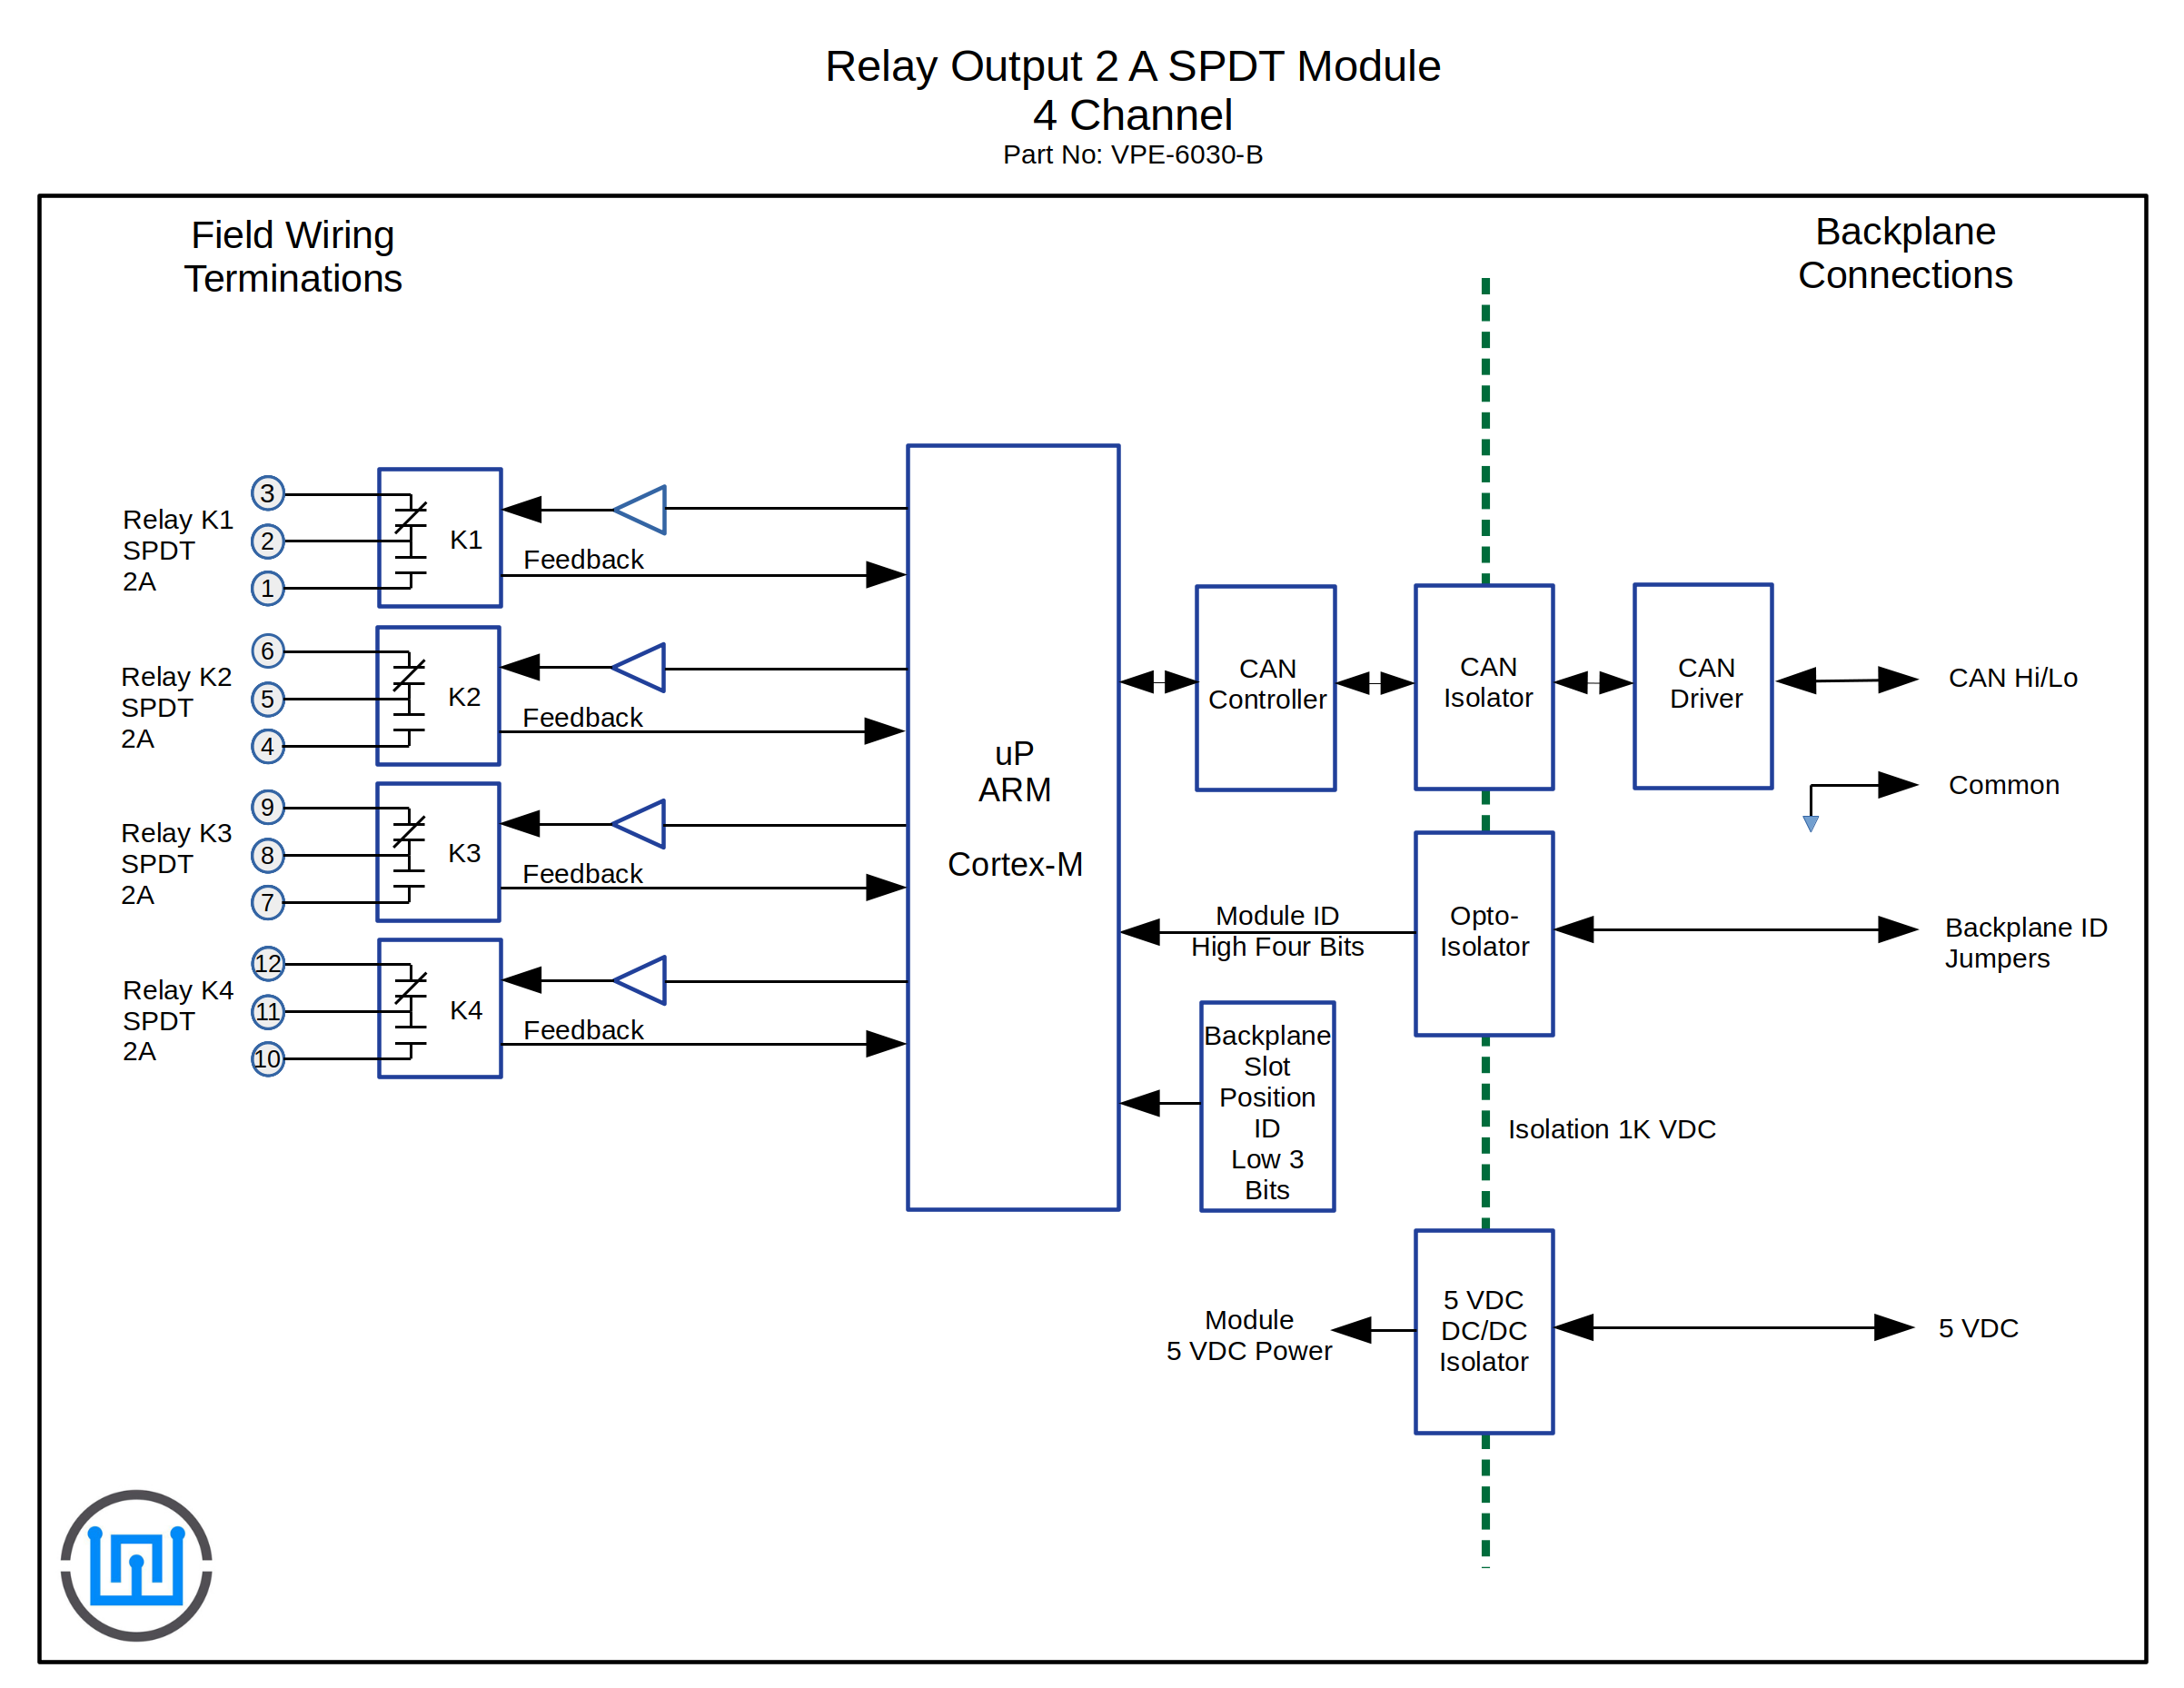 Relay Output 2 A SPDT Module
4 Channel
Part No: VPE-6030-B
Field Wiring
Terminations
Backplane
Connections
Relay K1
SPDT
2A
3
2
1
K1
Feedback
Relay K2
SPDT
2A
6
5
4
K2
Feedback
Relay K3
SPDT
2A
9
8
7
K3
Feedback
Relay K4
SPDT
2A
12
11
10
K4
Feedback
uP
ARM
Cortex-M
CAN
Controller
CAN
Isolator
CAN
Driver
CAN Hi/Lo
Common
Module ID
High Four Bits
Opto-
Isolator
Backplane ID
Jumpers
Backplane
Slot
Position
ID
Low 3
Bits
Isolation 1K VDC
Module
5 VDC Power
5 VDC
DC/DC
Isolator
5 VDC